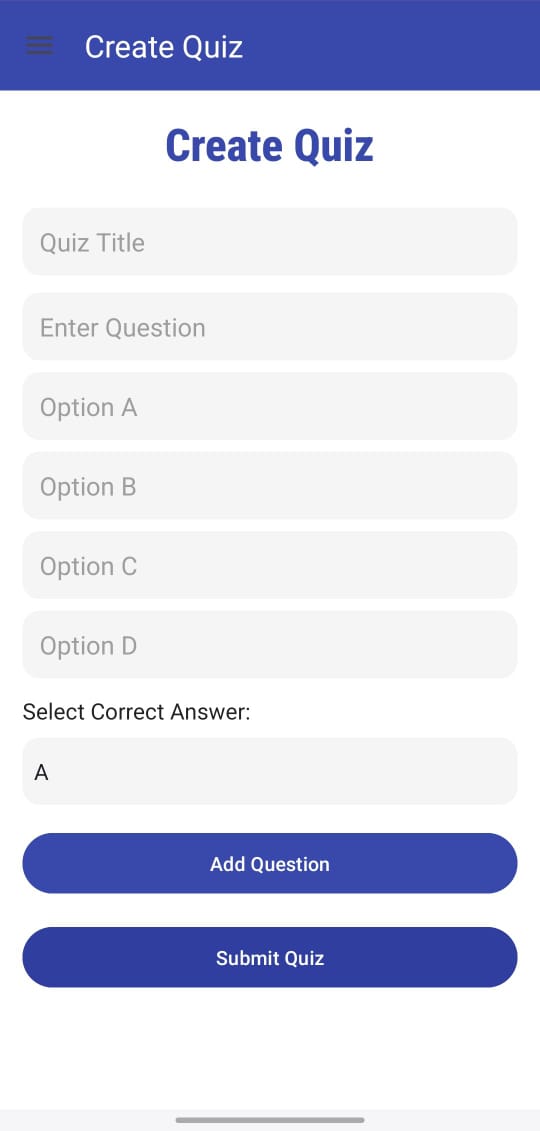 Create Quiz
Create Quiz
Quiz Title
Enter Question
Option A
Option B
Option C
Option D
Select Correct Answer:
A
Add Question
Submit Quiz